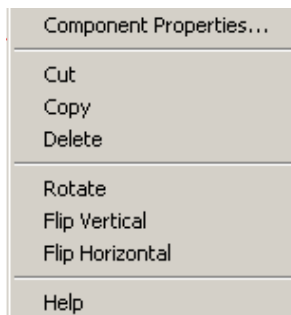 Component Properties...
Cut
Copy
Delete
Rotate
Flip Vertical
Flip Horizontal
Help